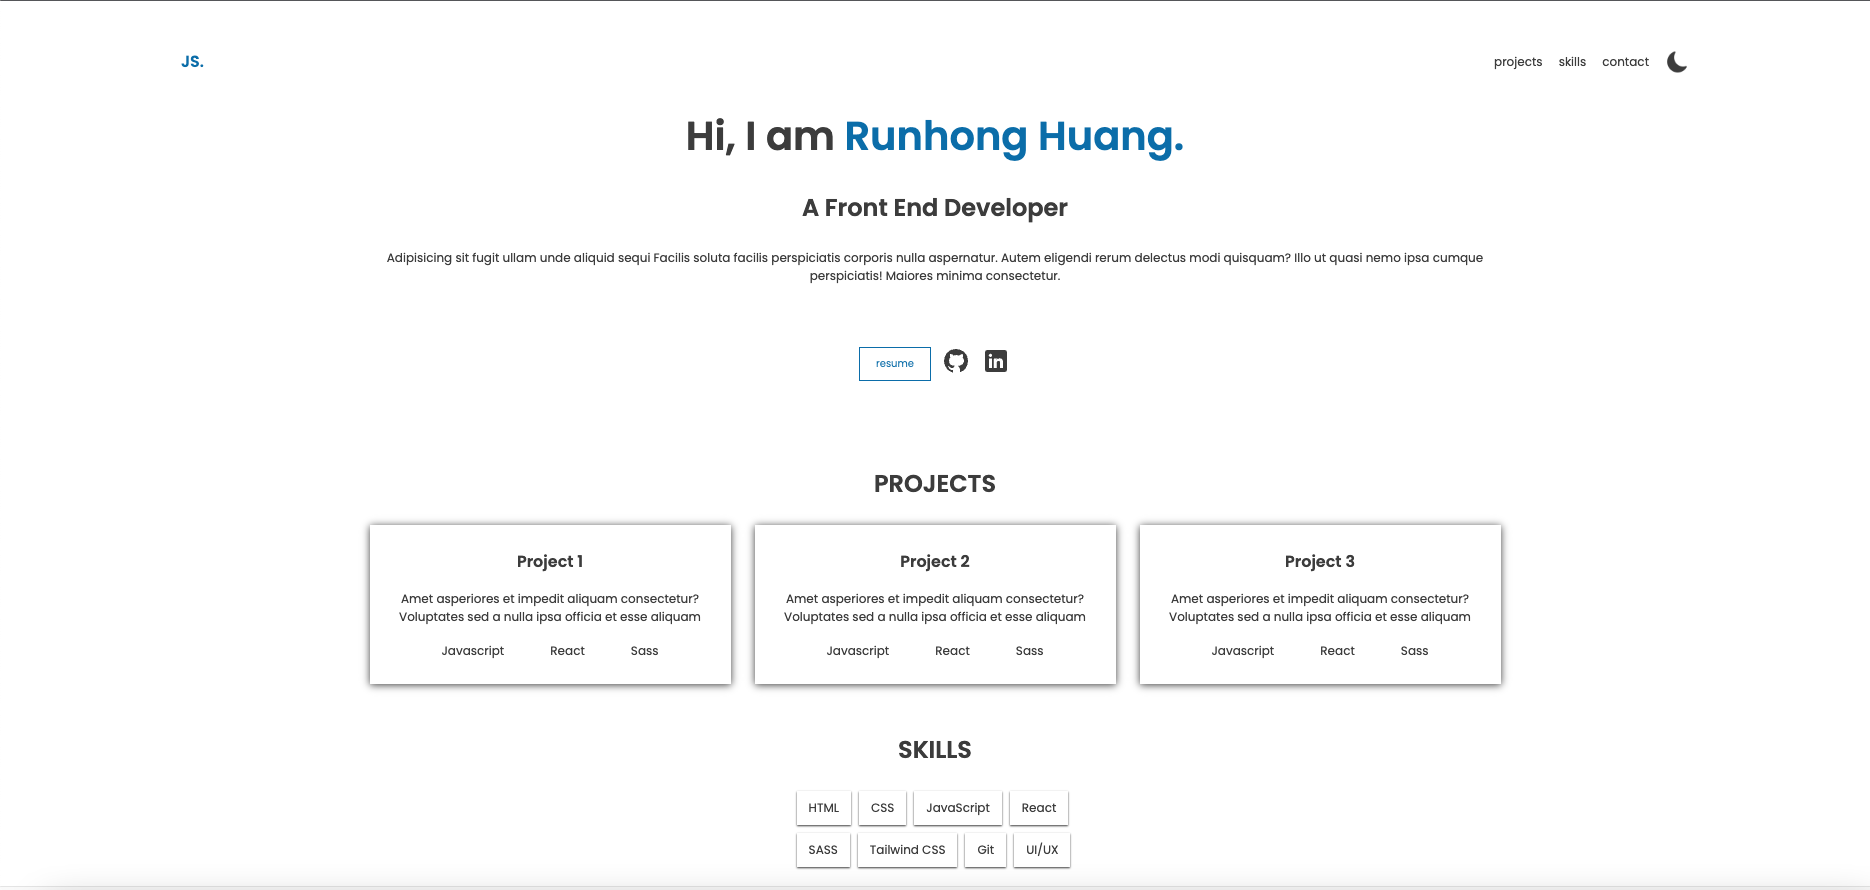 JS.
projects skills contact
Hi, I am Runhong Huang.
A Front End Developer
Adipisicing sit fugit ullam unde aliquid sequi Facilis soluta facilis perspiciatis corporis nulla aspernatur. Autem eligendi rerum delectus modi quisquam? Illo ut quasi nemo ipsa cumque
perspiciatis! Maiores minima consectetur.
resume in
PROJECTS
Project 1
Amet asperiores et impedit aliquam consectetur?
Voluptates sed a nulla ipsa officia et esse aliquam
Javascript React Sass
Project 2
Amet asperiores et impedit aliquam consectetur?
Voluptates sed a nulla ipsa officia et esse aliquam
Javascript React Sass
Project 3
Amet asperiores et impedit aliquam consectetur?
Voluptates sed a nulla ipsa officia et esse aliquam
Javascript React Sass
SKILLS
HTML CSS JavaScript React
SASS Tailwind CSS Git UI/UX